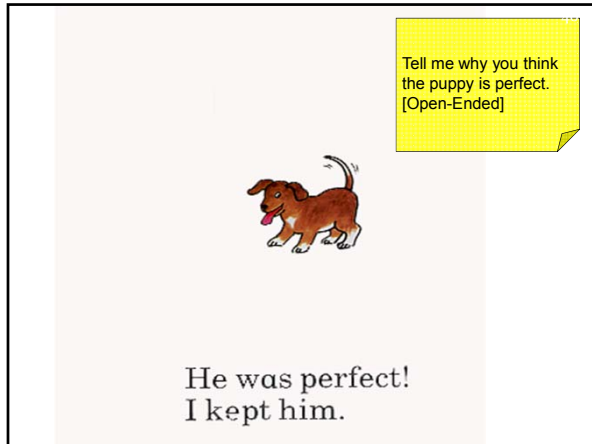 Tell me why you think
the puppy is perfect.
[Open-Ended]
He was perfect!
I kept him.